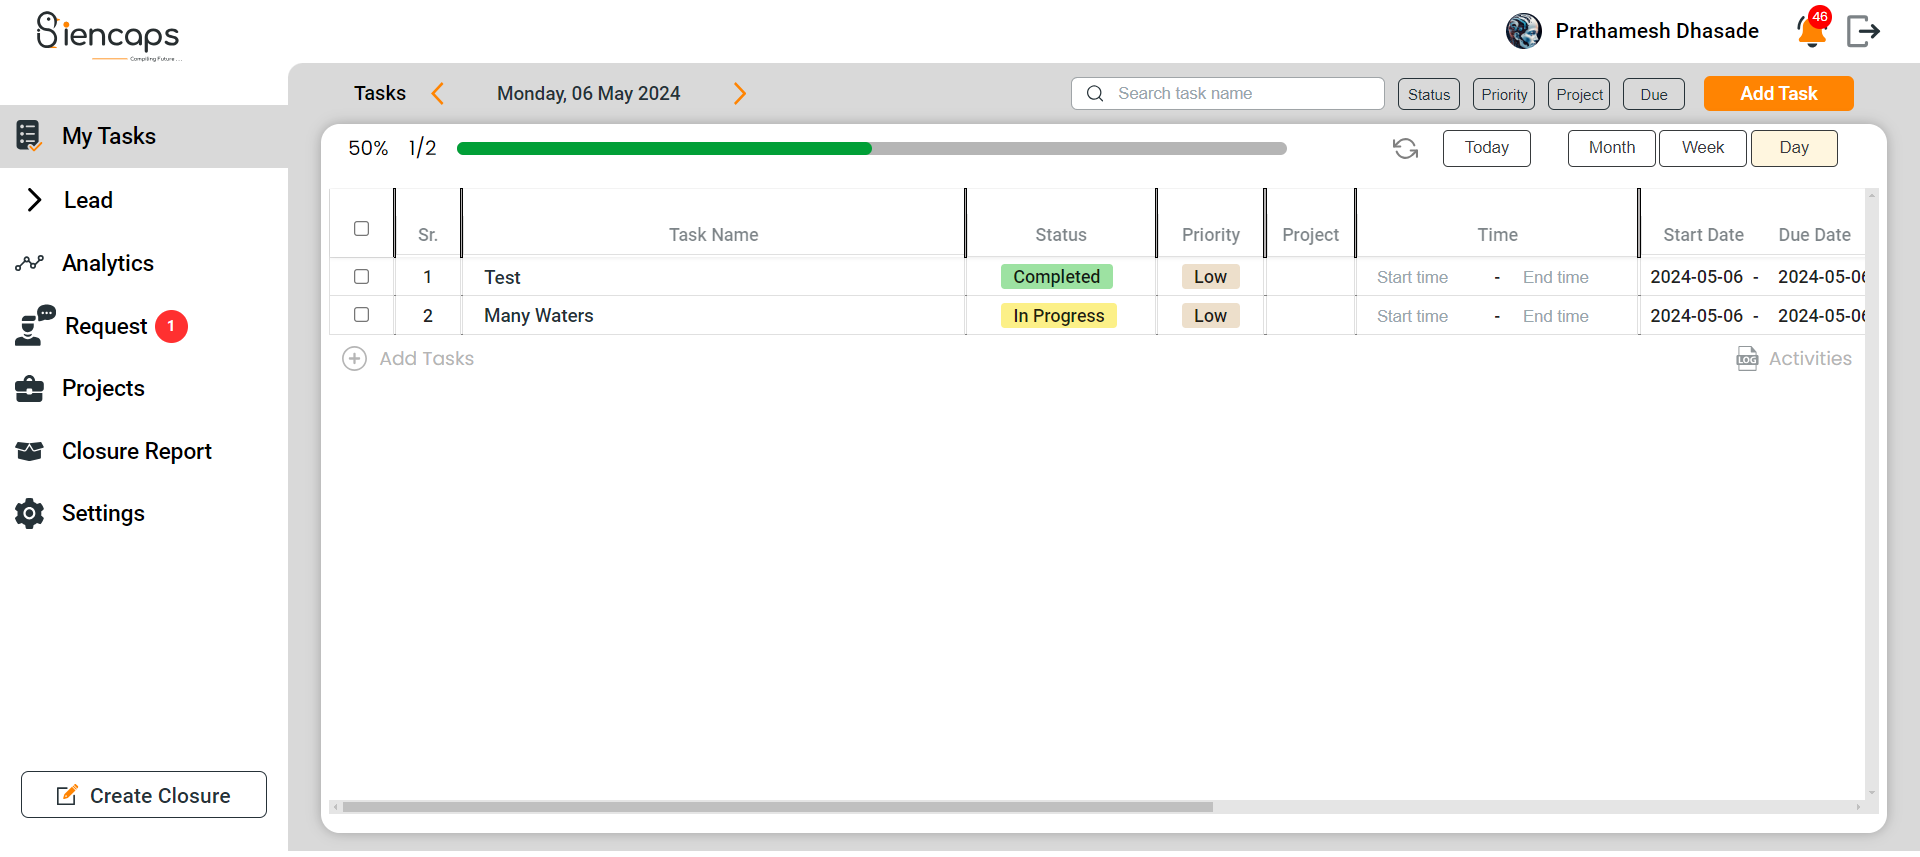 Siencaps
Compiling Future ...
Prathamesh Dhasade
46
Tasks
Monday, 06 May 2024
Search task name
Status
Priority
Project
Due
Add Task
My Tasks
Lead
Analytics
Request 1
Projects
Closure Report
Settings
Create Closure
50% 1/2
Today
Month
Week
Day
Sr. Task Name Status Priority Project Time Start Date Due Date
1 Test Completed Low Start time - End time 2024-05-06 - 2024-05-06
2 Many Waters In Progress Low Start time - End time 2024-05-06 - 2024-05-06
Add Tasks
LOG Activities